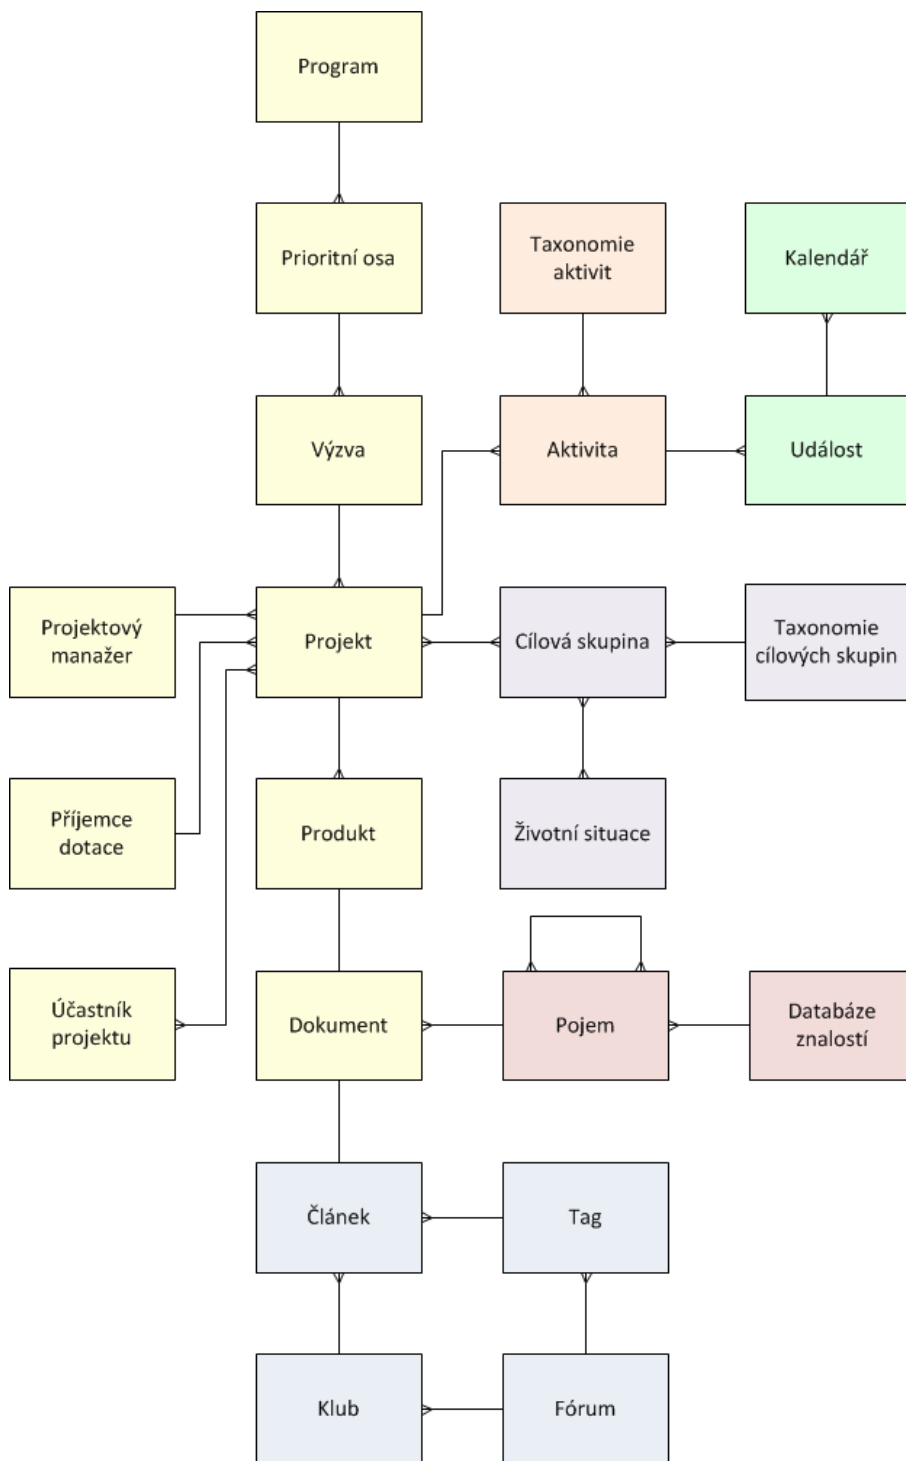 Program
Prioritní osa
Taxonomie
aktivit
Kalendář
Výzva
Aktivita
Událost
Projektový
manažer
Projekt
Cílová skupina
Taxonomie
cílových skupin
Příjemce
dotace
Produkt
Životní situace
Účastník
projektu
Dokument
Pojem
Databáze
znalostí
Článek
Tag
Klub
Fórum